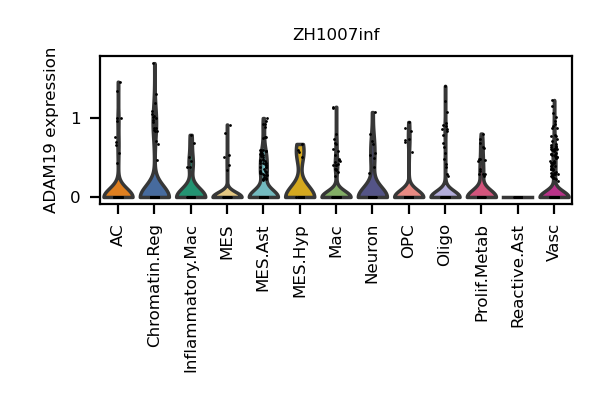 ZH1007inf
ADAM19 expression
1
0
AC
Chromatin.Reg
Inflammatory.Mac
MES
MES.Ast
MES.Hyp
Mac
Neuron
OPC
Oligo
Prolif.Metab
Reactive.Ast
Vasc